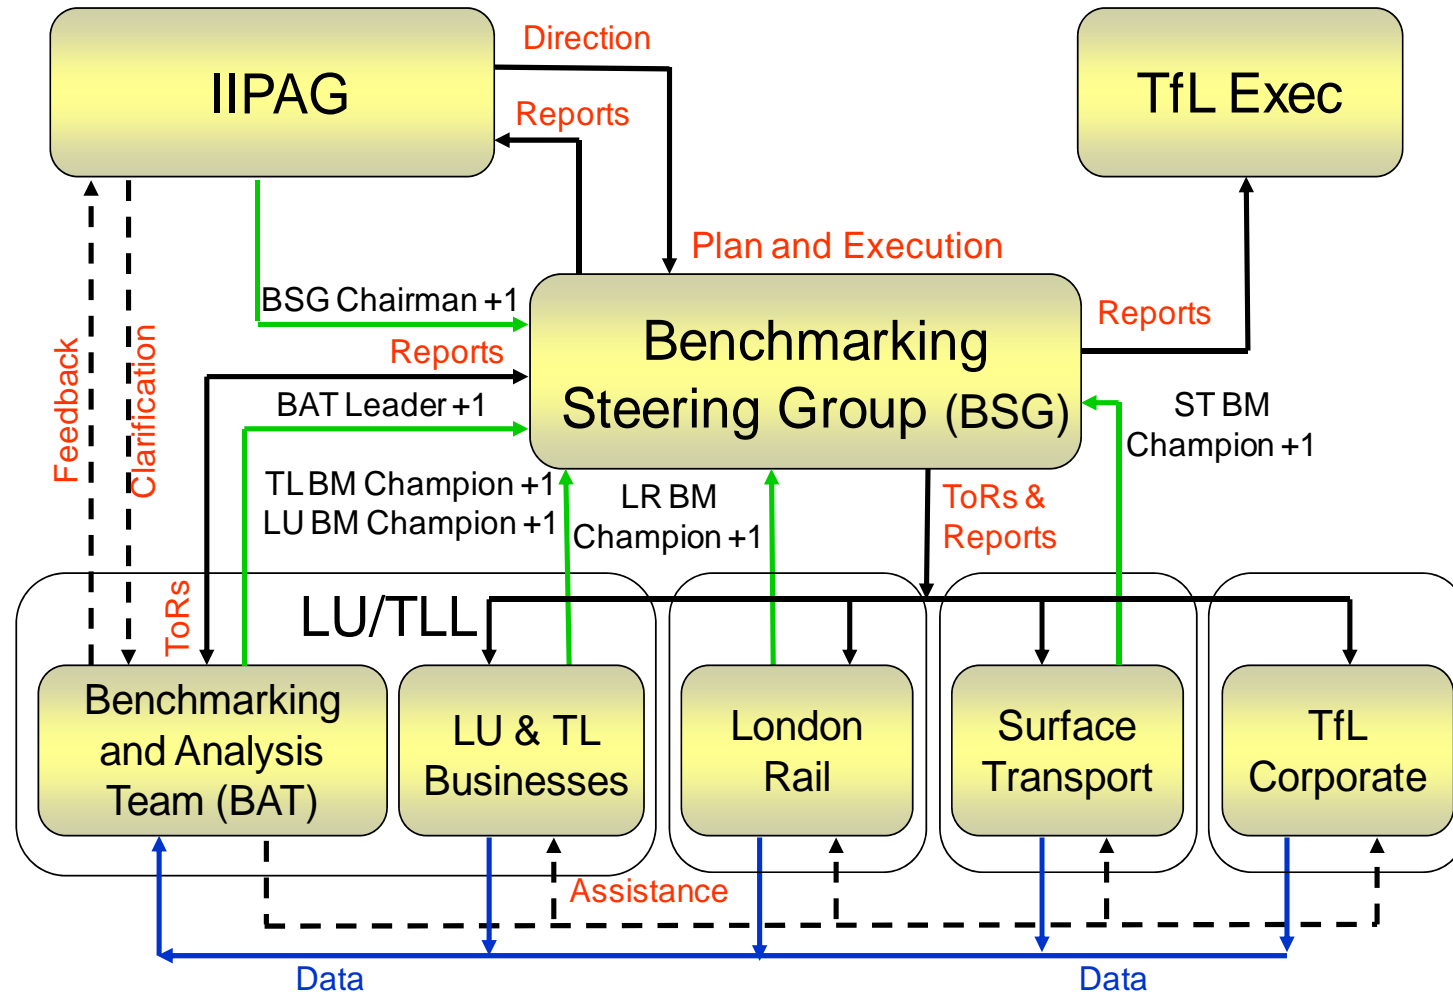 Direction
IIPAG
TfL Exec
Reports
Plan and Execution
BSG Chairman +1
Reports
Benchmarking
Steering Group (BSG)
Reports
BAT Leader +1
ST BM
Champion +1
Feedback
Clarification
TL BM Champion +1
LU BM Champion +1
LR BM
Champion +1
ToRs &
Reports
ToRs
LU/TLL
Benchmarking
and Analysis
Team (BAT)
LU & TL
Businesses
London
Rail
Surface
Transport
TfL
Corporate
Assistance
Data
Data